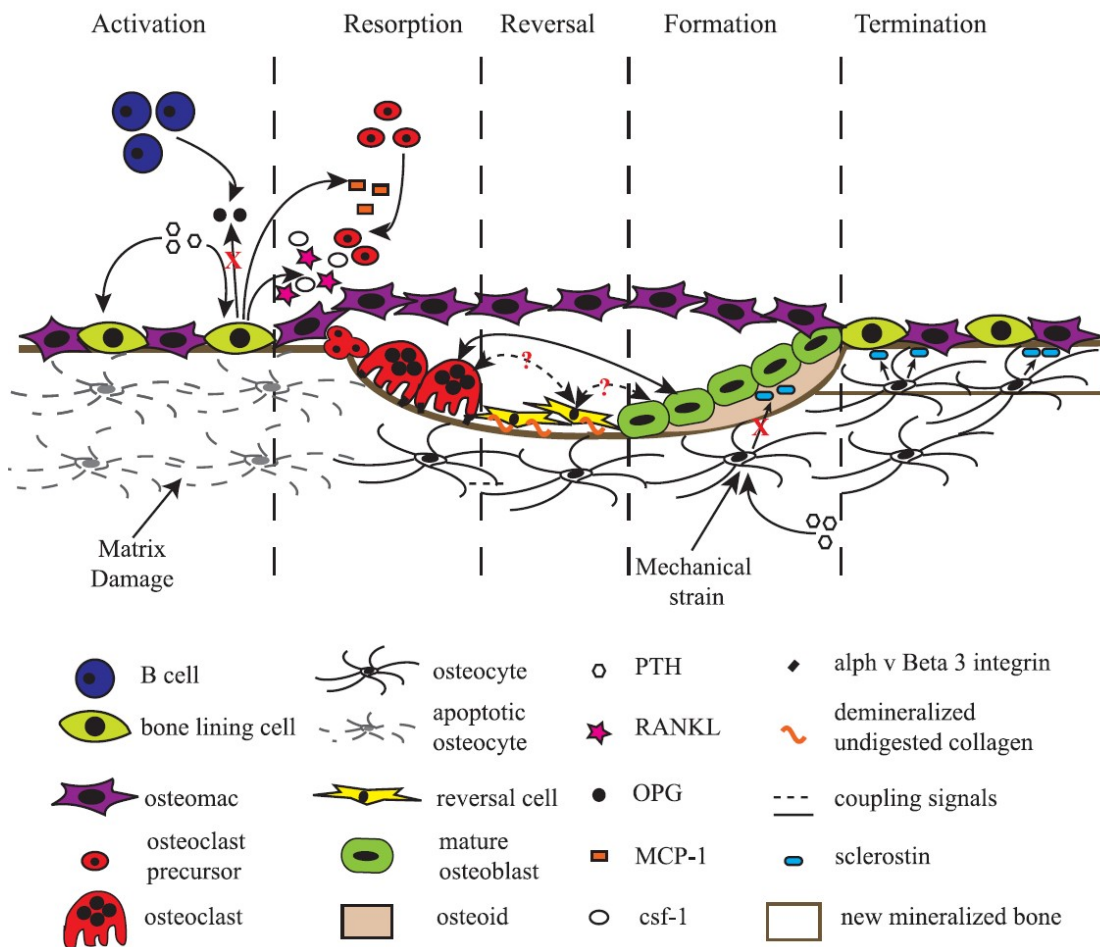 Activation
Resorption
Reversal
Formation
Termination
X
?
?
X
Matrix
Damage
Mechanical
strain
B cell
bone lining cell
osteomac
osteoclast
precursor
osteoclast
osteocyte
apoptotic
osteocyte
reversal cell
mature
osteoblast
osteoid
PTH
RANKL
OPG
MCP-1
csf-1
alph v Beta 3 integrin
demineralized
undigested collagen
coupling signals
sclerostin
new mineralized bone